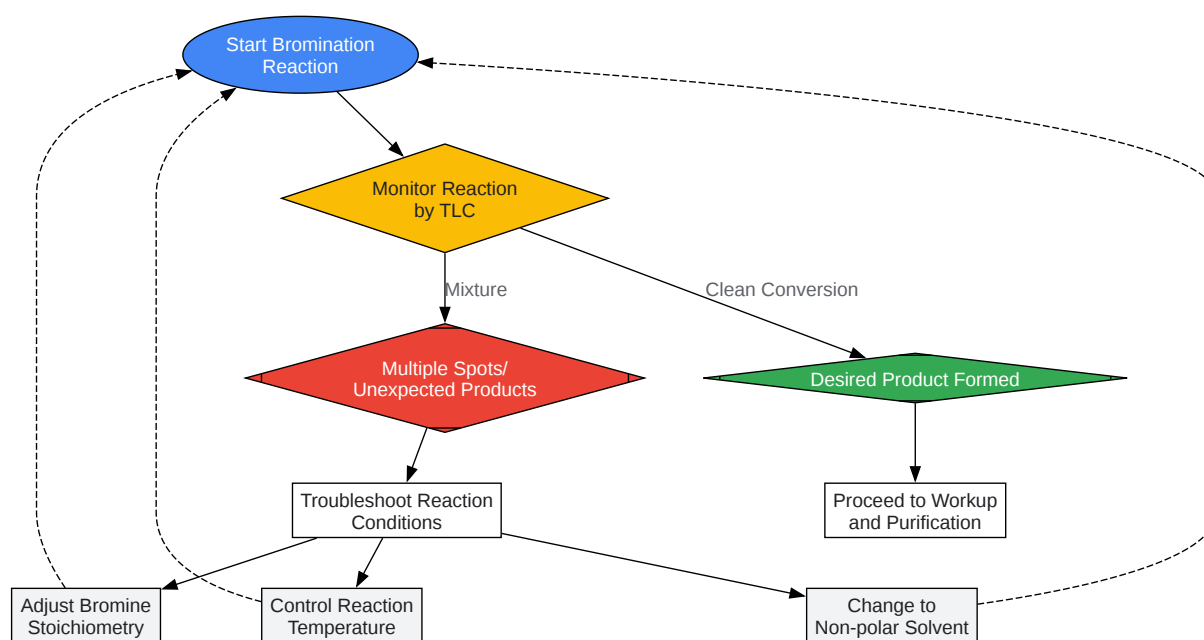 Start Bromination
Reaction
Monitor Reaction
by TLC
Mixture
Clean Conversion
Multiple Spots/
Unexpected Products
Desired Product Formed
Troubleshoot Reaction
Conditions
Proceed to Workup
and Purification
Adjust Bromine
Stoichiometry
Control Reaction
Temperature
Change to
Non-polar Solvent